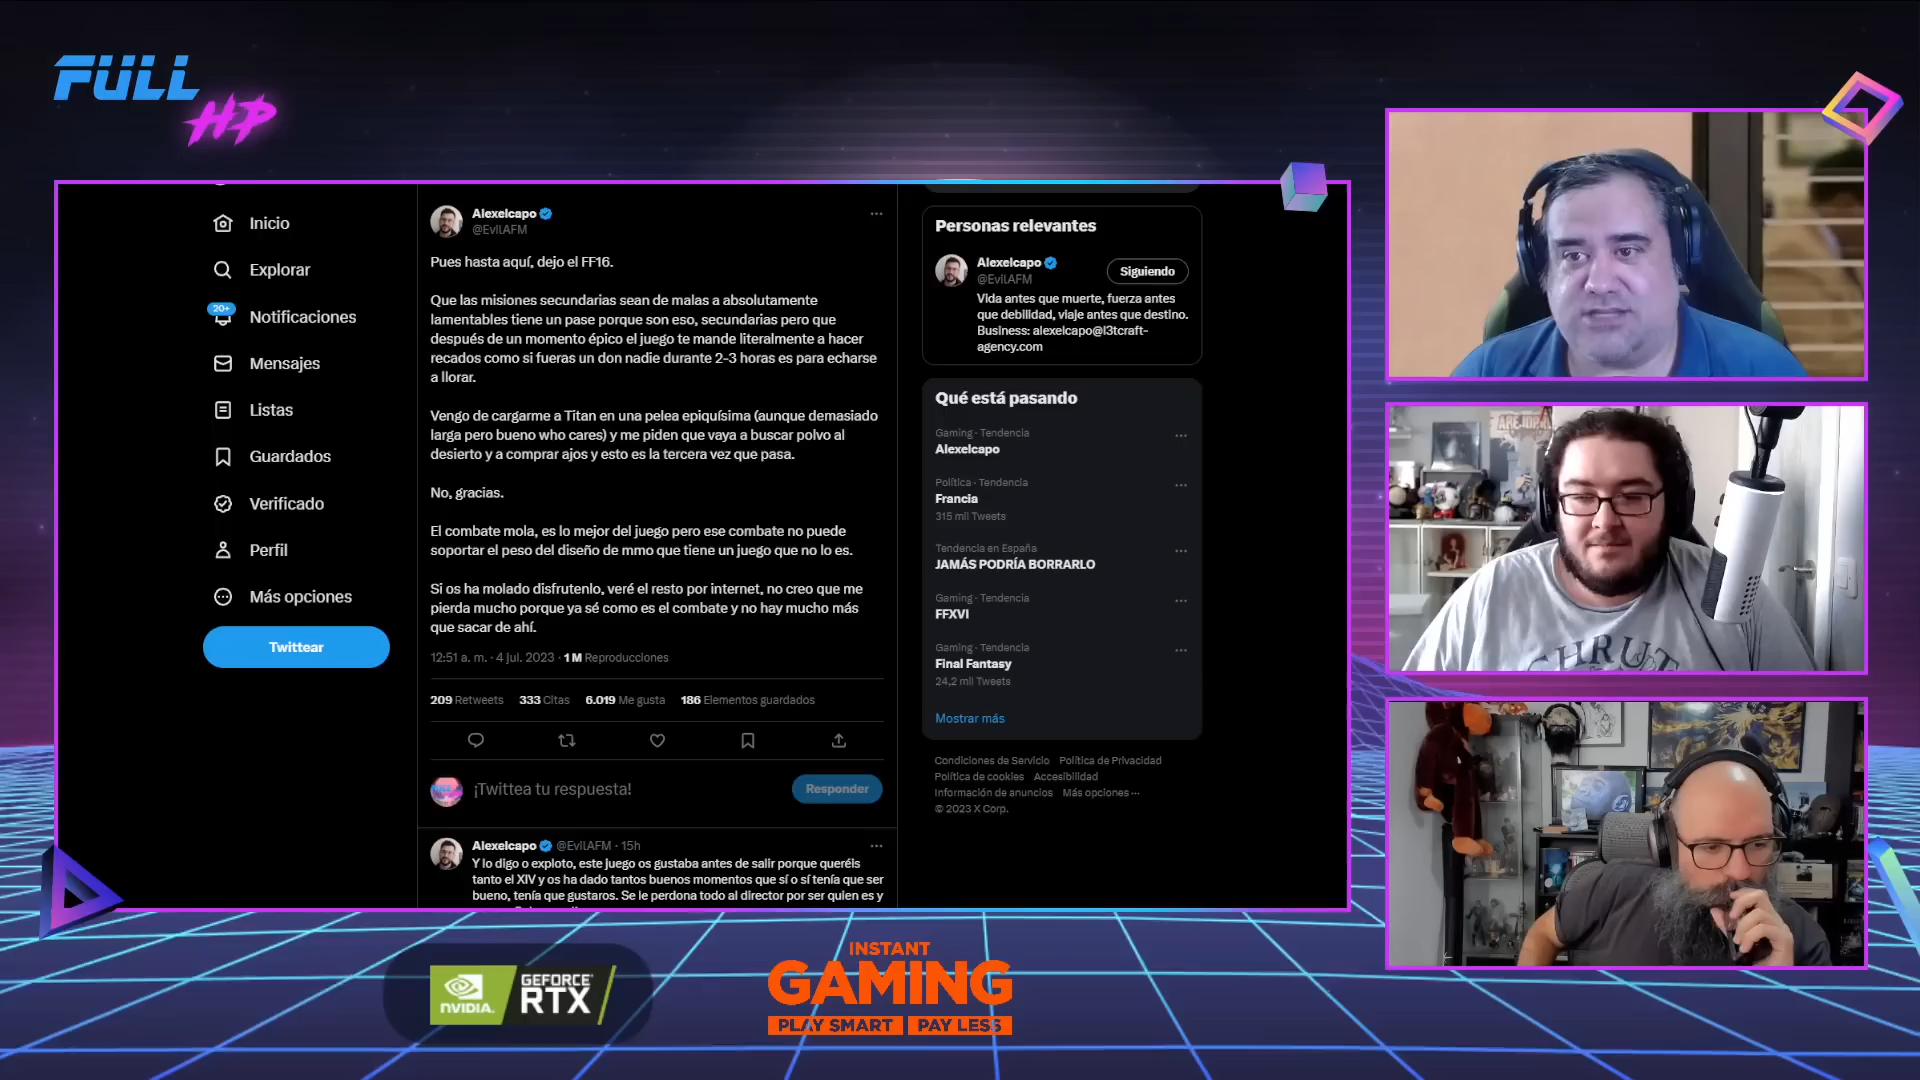 FULL
HP
Inicio
Explorar
20+
Notificaciones
Mensajes
Listas
Guardados
Verificado
Perfil
Más opciones
Twittear
Alexelcapo
@EvilAFM
Pues hasta aquí, dejo el FF16.
Que las misiones secundarias sean de malas a absolutamente
lamentables tiene un pase porque son eso, secundarias pero que
después de un momento épico el juego te mande literalmente a hacer
recados como si fueras un don nadie durante 2-3 horas es para echarse
a llorar.
Vengo de cargarme a Titan en una pelea epiquísima (aunque demasiado
larga pero bueno who cares) y me piden que vaya a buscar polvo al
desierto y a comprar ajos y esto es la tercera vez que pasa.
No, gracias.
El combate mola, es lo mejor del juego pero ese combate no puede
soportar el peso del diseño de mmo que tiene un juego que no lo es.
Si os ha molado disfrutenlo, veré el resto por internet, no creo que me
pierda mucho porque ya sé como es el combate y no hay mucho más
que sacar de ahí.
12:51 a. m. · 4 jul. 2023 · 1 M Reproducciones
209 Retweets 333 Citas 6.019 Me gusta 186 Elementos guardados
¡Twittea tu respuesta!
Responder
Alexelcapo @EvilAFM · 15h
Y lo digo o exploto, este juego os gustaba antes de salir porque queréis
tanto el XIV y os ha dado tantos buenos momentos que sí o sí tenía que ser
bueno, tenía que gustaros. Se le perdona todo al director por ser quien es y
Personas relevantes
Alexelcapo
@EvilAFM
Siguiendo
Vida antes que muerte, fuerza antes
que debilidad, viaje antes que destino.
Business: alexelcapo@l3tcraft-
agency.com
Qué está pasando
Gaming · Tendencia
Alexelcapo
Política · Tendencia
Francia
315 mil Tweets
Tendencia en España
JAMÁS PODRÍA BORRARLO
Gaming · Tendencia
FFXVI
Gaming · Tendencia
Final Fantasy
24,2 mil Tweets
Mostrar más
Condiciones de Servicio Política de Privacidad
Política de cookies Accesibilidad
Información de anuncios Más opciones ···
© 2023 X Corp.
SCHRUTE
NVIDIA.
GEFORCE
RTX
INSTANT
GAMING
PLAY SMART PAY LESS